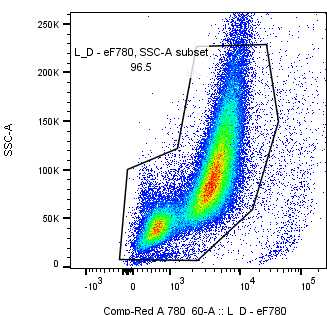 250K
L_D - eF780, SSC-A subset
96.5
200K
150K
SSC-A
100K
50K
0
-10³ 0 10³ 10⁴ 10⁵
Comp-Red A 780_60-A :: L_D - eF780